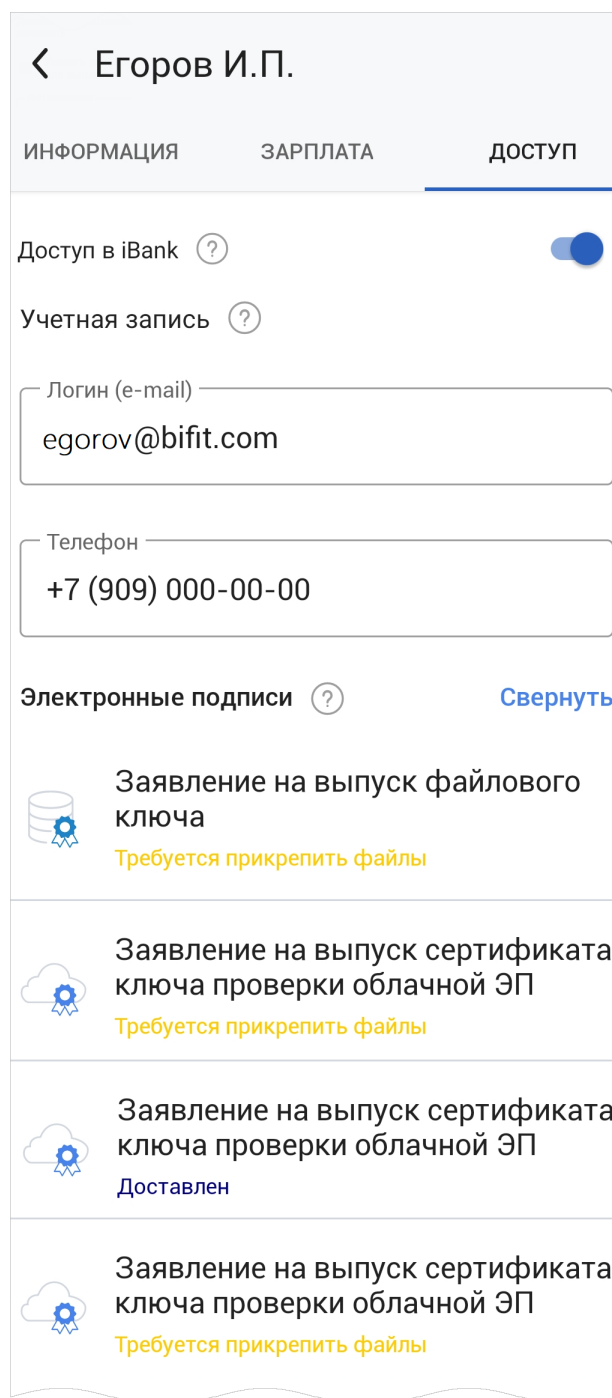 Егоров И.П.
ИНФОРМАЦИЯ ЗАРПЛАТА ДОСТУП
Доступ в iBank ?
Учетная запись ?
Логин (e-mail)
egorov@bifit.com
Телефон
+7 (909) 000-00-00
Электронные подписи ? Свернуть
Заявление на выпуск файлового
ключа
Требуется прикрепить файлы
Заявление на выпуск сертификата
ключа проверки облачной ЭП
Требуется прикрепить файлы
Заявление на выпуск сертификата
ключа проверки облачной ЭП
Доставлен
Заявление на выпуск сертификата
ключа проверки облачной ЭП
Требуется прикрепить файлы